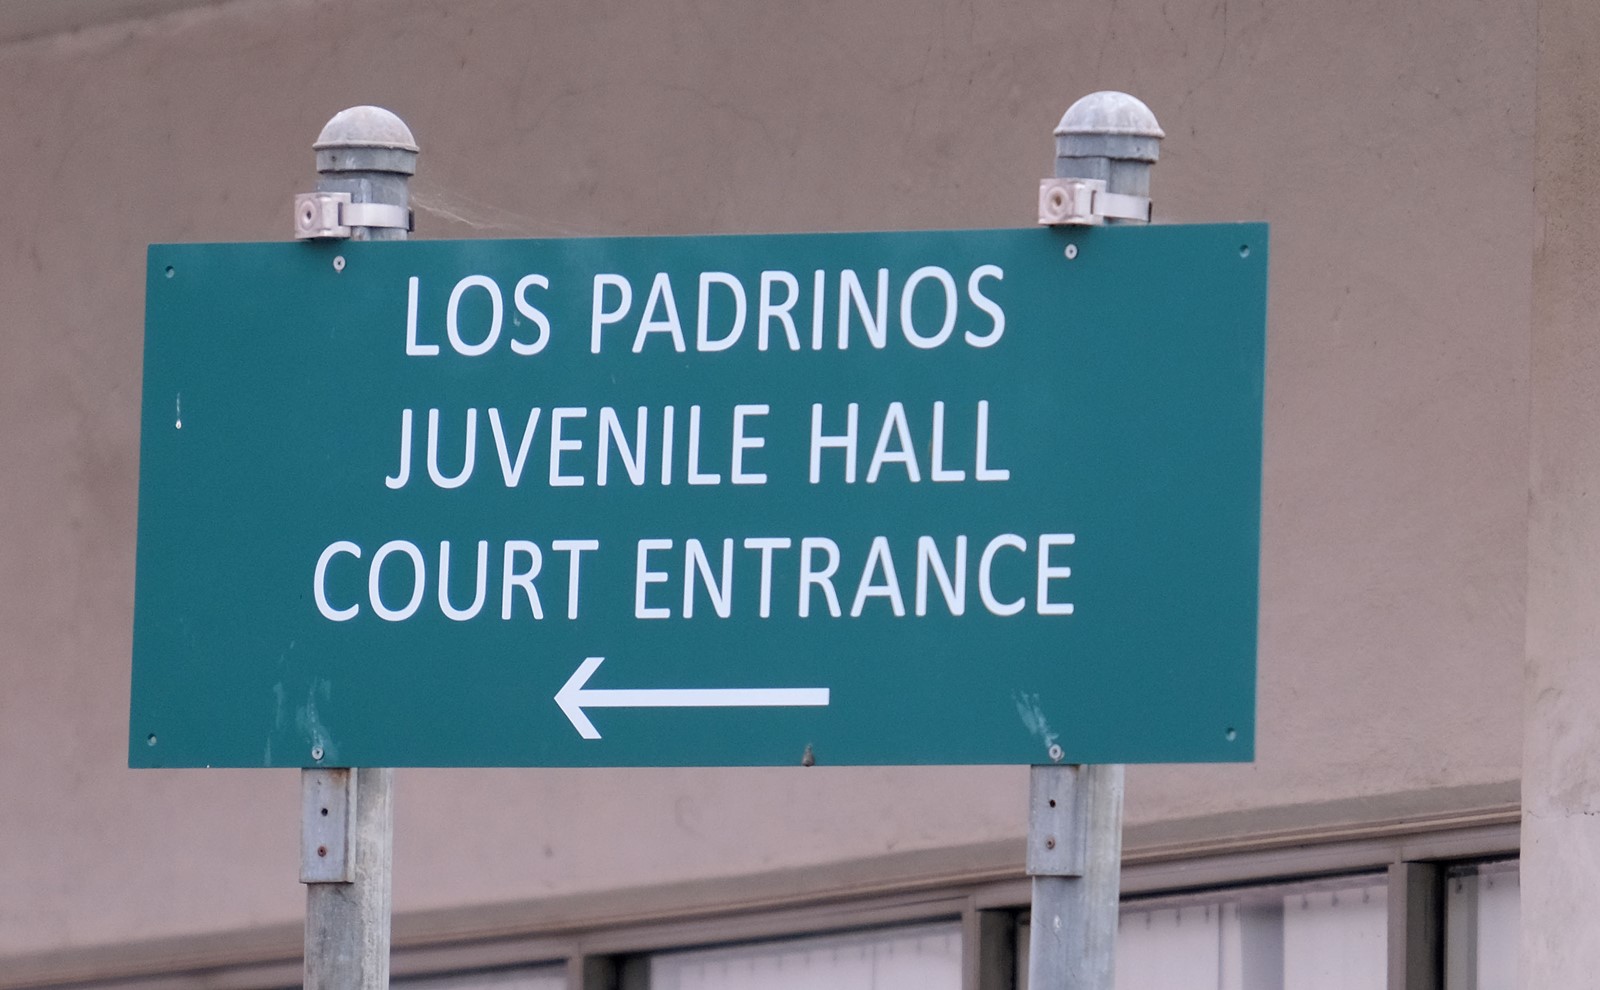 LOS PADRINOS
JUVENILE HALL
COURT ENTRANCE